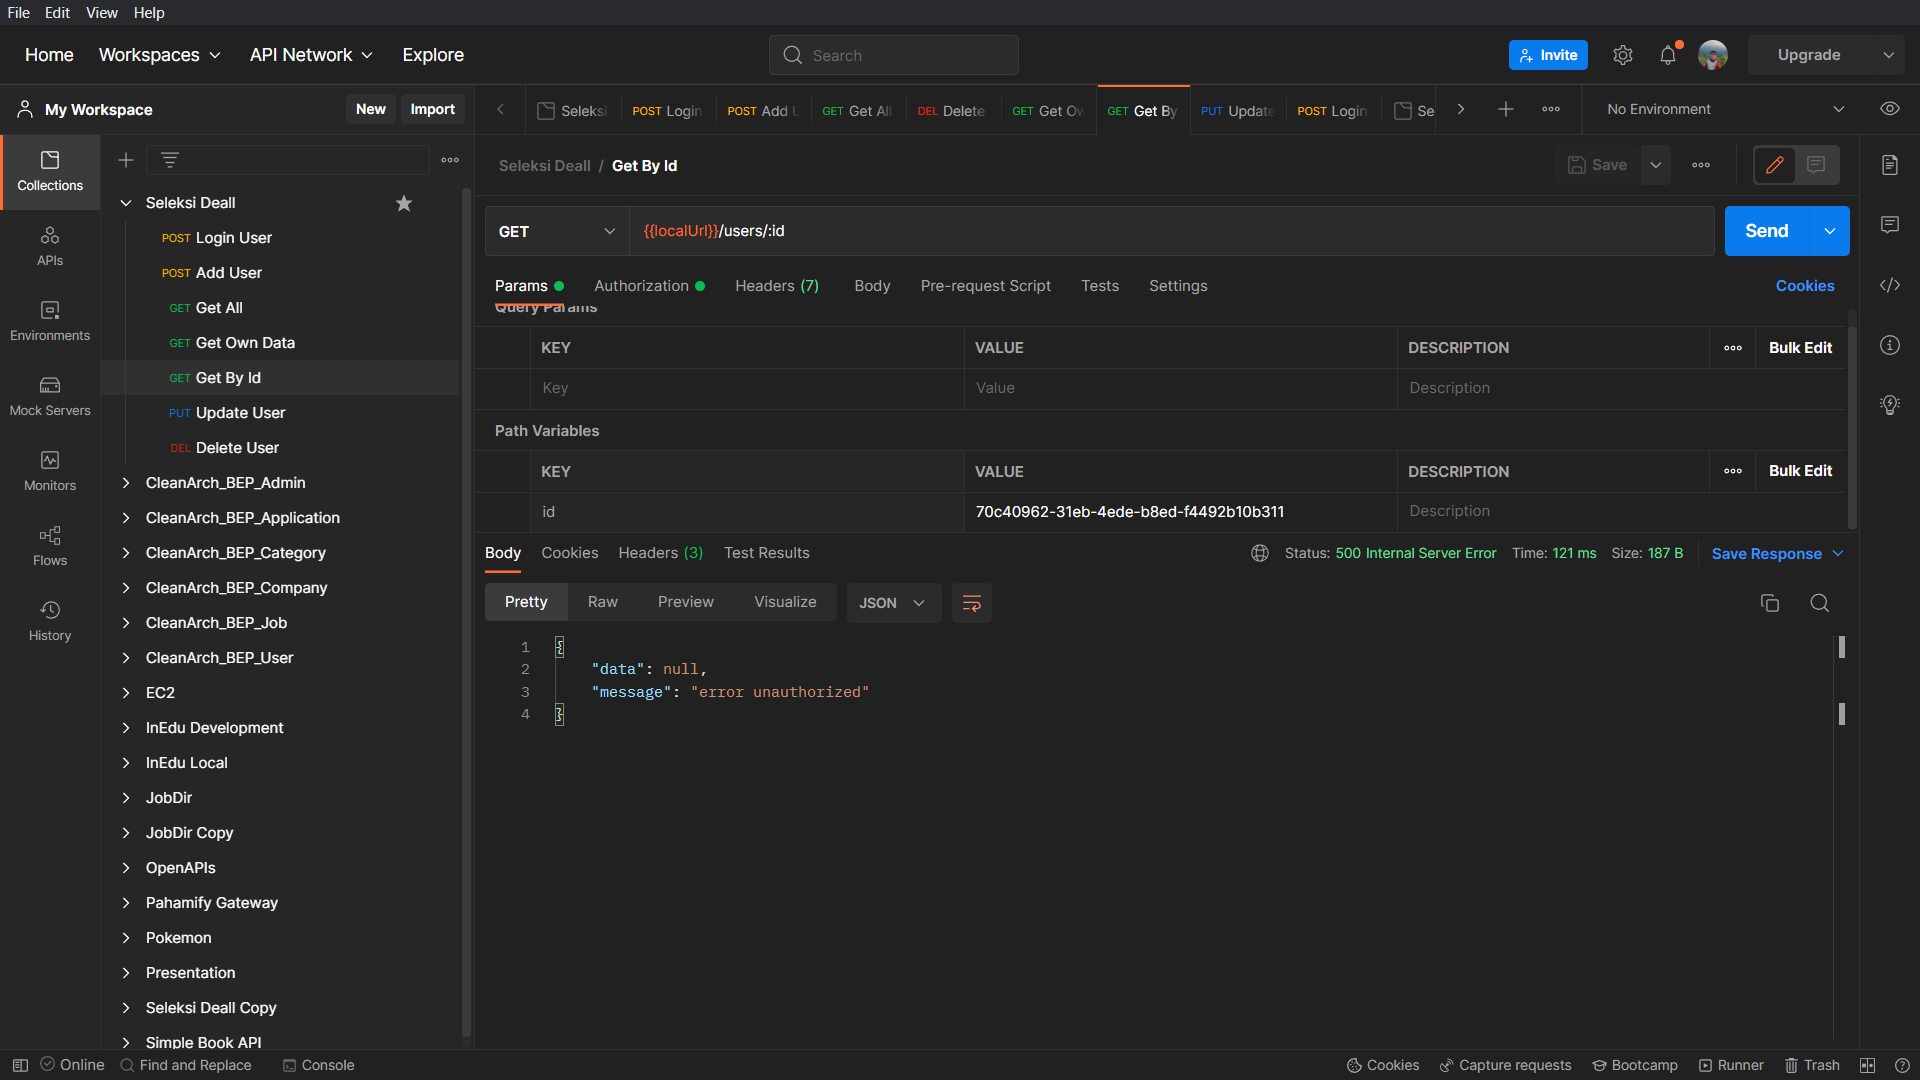 File Edit View Help
Home Workspaces API Network Explore Search Invite Upgrade
My Workspace New Import
Seleksi POST Login POST Add U GET Get All DEL Delete GET Get Ow GET Get By PUT Update POST Login Se No Environment
Collections
APIs
Environments
Mock Servers
Monitors
Flows
History
Seleksi Deall
POST Login User
POST Add User
GET Get All
GET Get Own Data
GET Get By Id
PUT Update User
DEL Delete User
CleanArch_BEP_Admin
CleanArch_BEP_Application
CleanArch_BEP_Category
CleanArch_BEP_Company
CleanArch_BEP_Job
CleanArch_BEP_User
EC2
InEdu Development
InEdu Local
JobDir
JobDir Copy
OpenAPIs
Pahamify Gateway
Pokemon
Presentation
Seleksi Deall Copy
Simple Book API
Seleksi Deall / Get By Id Save
GET {{localUrl}}/users/:id Send
Params Authorization Headers (7) Body Pre-request Script Tests Settings Cookies
Query Params
KEY VALUE DESCRIPTION Bulk Edit
Key Value Description
Path Variables
KEY VALUE DESCRIPTION Bulk Edit
id 70c40962-31eb-4ede-b8ed-f4492b10b311 Description
Body Cookies Headers (3) Test Results Status: 500 Internal Server Error Time: 121 ms Size: 187 B Save Response
Pretty Raw Preview Visualize JSON
1 {
2 "data": null,
3 "message": "error unauthorized"
4 }
Online Find and Replace Console Cookies Capture requests Bootcamp Runner Trash